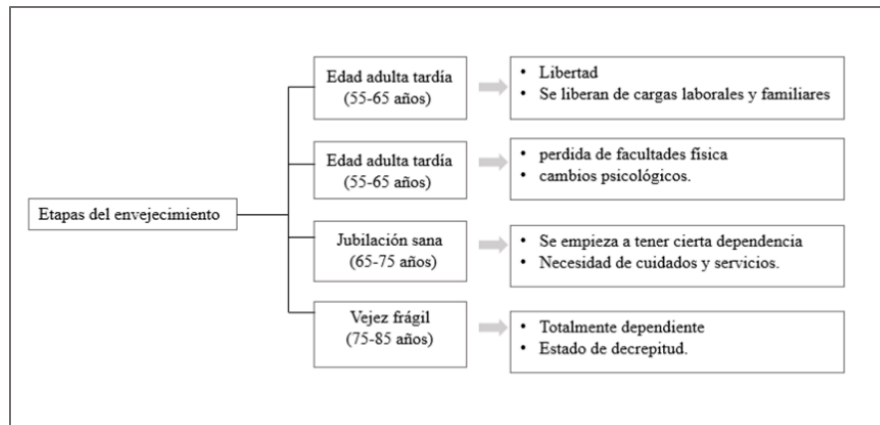 Etapas del envejecimiento
Edad adulta tardía
(55-65 años)
• Libertad
• Se liberan de cargas laborales y familiares
Edad adulta tardía
(55-65 años)
• perdida de facultades física
• cambios psicológicos.
Jubilación sana
(65-75 años)
• Se empieza a tener cierta dependencia
• Necesidad de cuidados y servicios.
Vejez frágil
(75-85 años)
• Totalmente dependiente
• Estado de decrepitud.